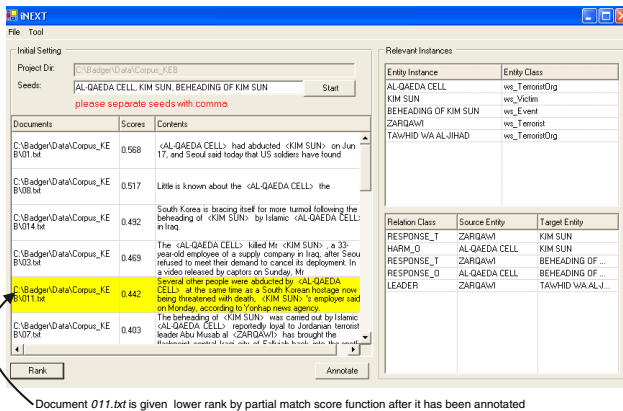 iNEXT
File Tool
Initial Setting
Project Dir: C:\Badger\Data\Corpus_KEB
Seeds: AL-QAEDA CELL, KIM SUN, BEHEADING OF KIM SUN Start
please separate seeds with comma
Documents Scores Contents
C:\Badger\Data\Corpus_KE
B\01.txt
0.568
<AL-QAEDA CELL> had abducted <KIM SUN> on Jun
17, and Seoul said today that US soldiers have found
C:\Badger\Data\Corpus_KE
B\08.txt
0.517
Little is known about the <AL-QAEDA CELL> the
C:\Badger\Data\Corpus_KE
B\014.txt
0.492
South Korea is bracing itself for more turmoil following the
beheading of <KIM SUN> by Islamic <AL-QAEDA CELL>
in Iraq.
C:\Badger\Data\Corpus_KE
B\03.txt
0.469
The <AL-QAEDA CELL> killed Mr <KIM SUN> , a 33-
year-old employee of a supply company in Iraq, after Seou
refused to meet their demand to cancel its deployment. In
a video released by captors on Sunday, Mr
C:\Badger\Data\Corpus_KE
B\011.txt
0.442
Several other people were abducted by <AL-QAEDA
CELL> at the same time as a South Korean hostage now
being threatened with death, <KIM SUN> 's employer said
on Monday, according to Yonhap news agency.
C:\Badger\Data\Corpus_KE
B\07.txt
0.403
The beheading of <KIM SUN> was carried out by Islamic
<AL-QAEDA CELL> reportedly loyal to Jordanian terrorist
leader Abu Musab al <ZARQAWI> has brought the
Rank Annotate
Relevant Instances
Entity Instance Entity Class
AL-QAEDA CELL ws_TerroristOrg
KIM SUN ws_Victim
BEHEADING OF KIM SUN ws_Event
ZARQAWI ws_Terrorist
TAWHID WA AL-JIHAD ws_TerroristOrg
Relation Class Source Entity Target Entity
RESPONSE_T ZARQAWI KIM SUN
HARM_O AL-QAEDA CELL KIM SUN
RESPONSE_T ZARQAWI BEHEADING OF ...
RESPONSE_O AL-QAEDA CELL BEHEADING OF ...
LEADER ZARQAWI TAWHID WA AL-J...
Document 011.txt is given lower rank by partial match score function after it has been annotated